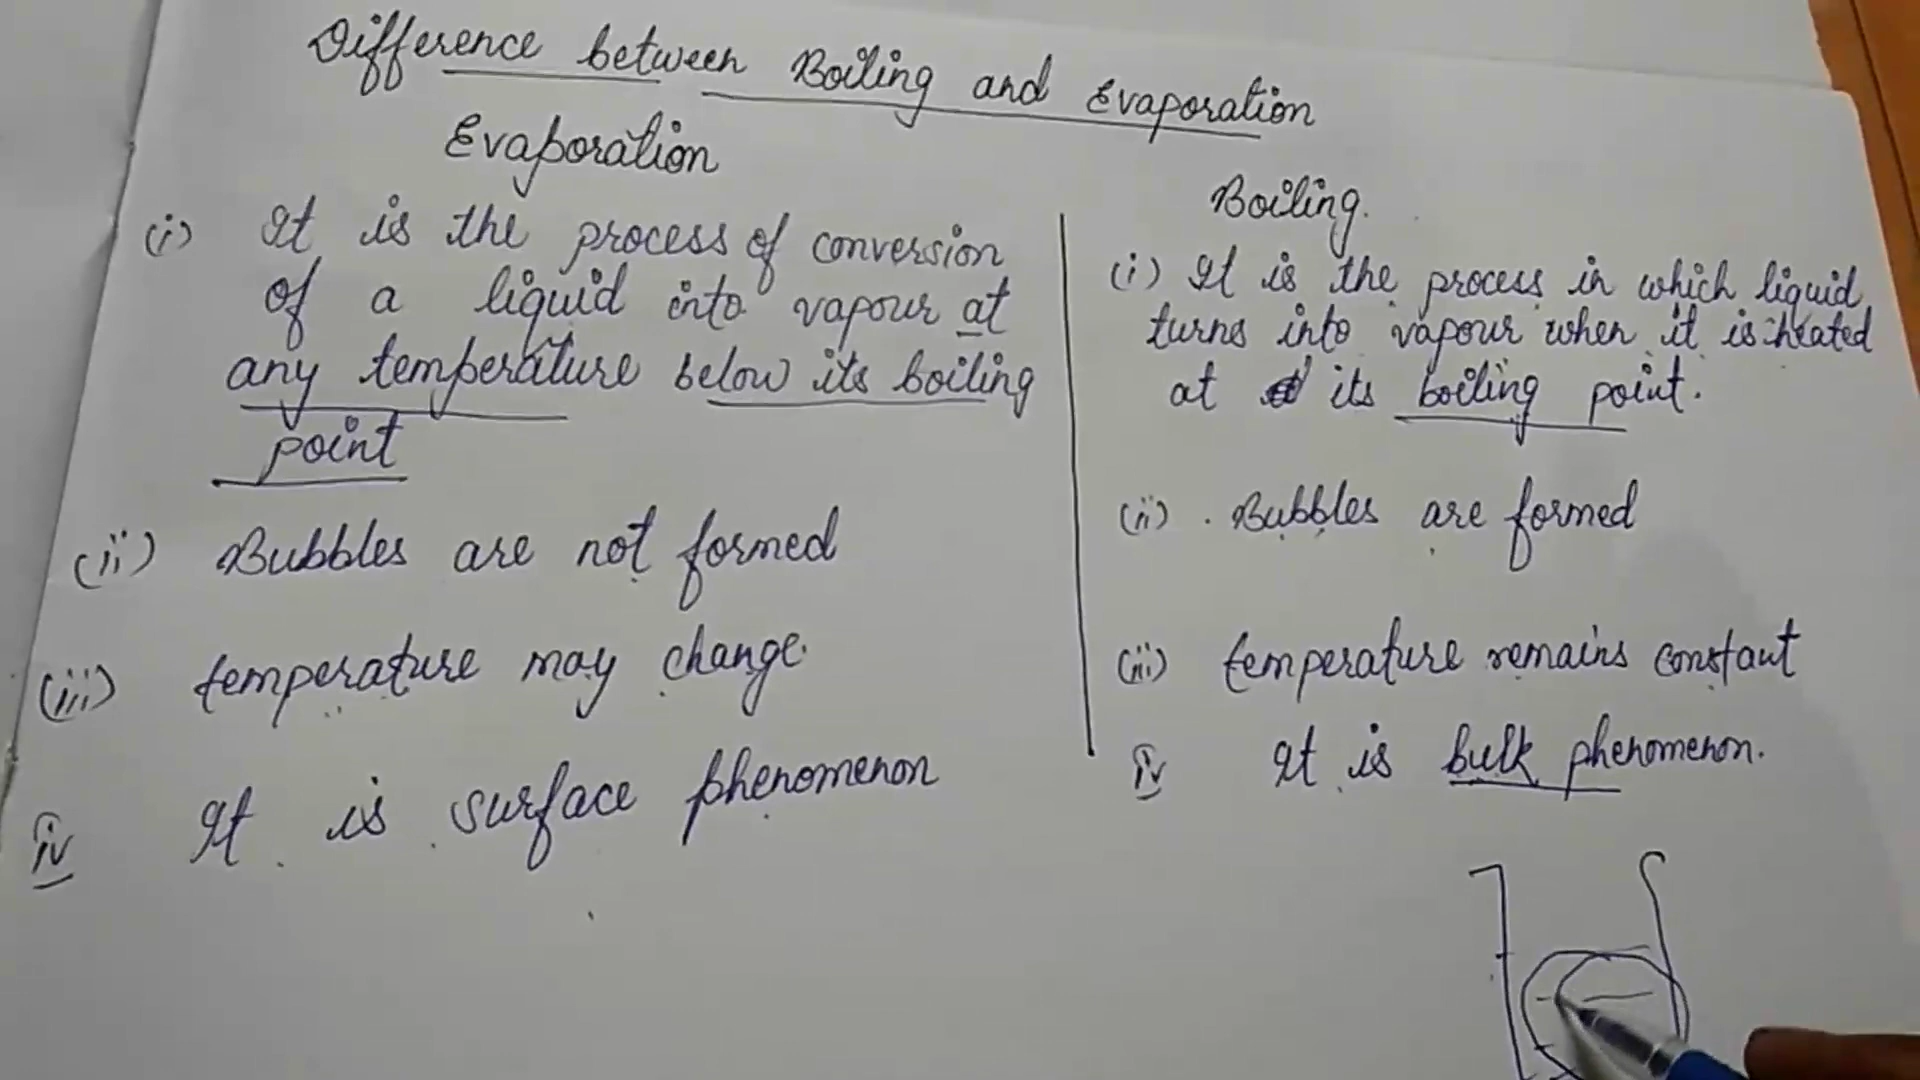 Difference between Boiling and Evaporation
Evaporation
(i) It is the process of conversion
of a liquid into vapour at
any temperature below its boiling
point
(ii) Bubbles are not formed
(iii) temperature may change.
iv It is surface phenomenon
Boiling.
(i) It is the process in which liquid
turns into vapour when it is heated
at its boiling point.
(ii) Bubbles are formed
(iii) temperature remains constant
iv It is bulk phenomenon.